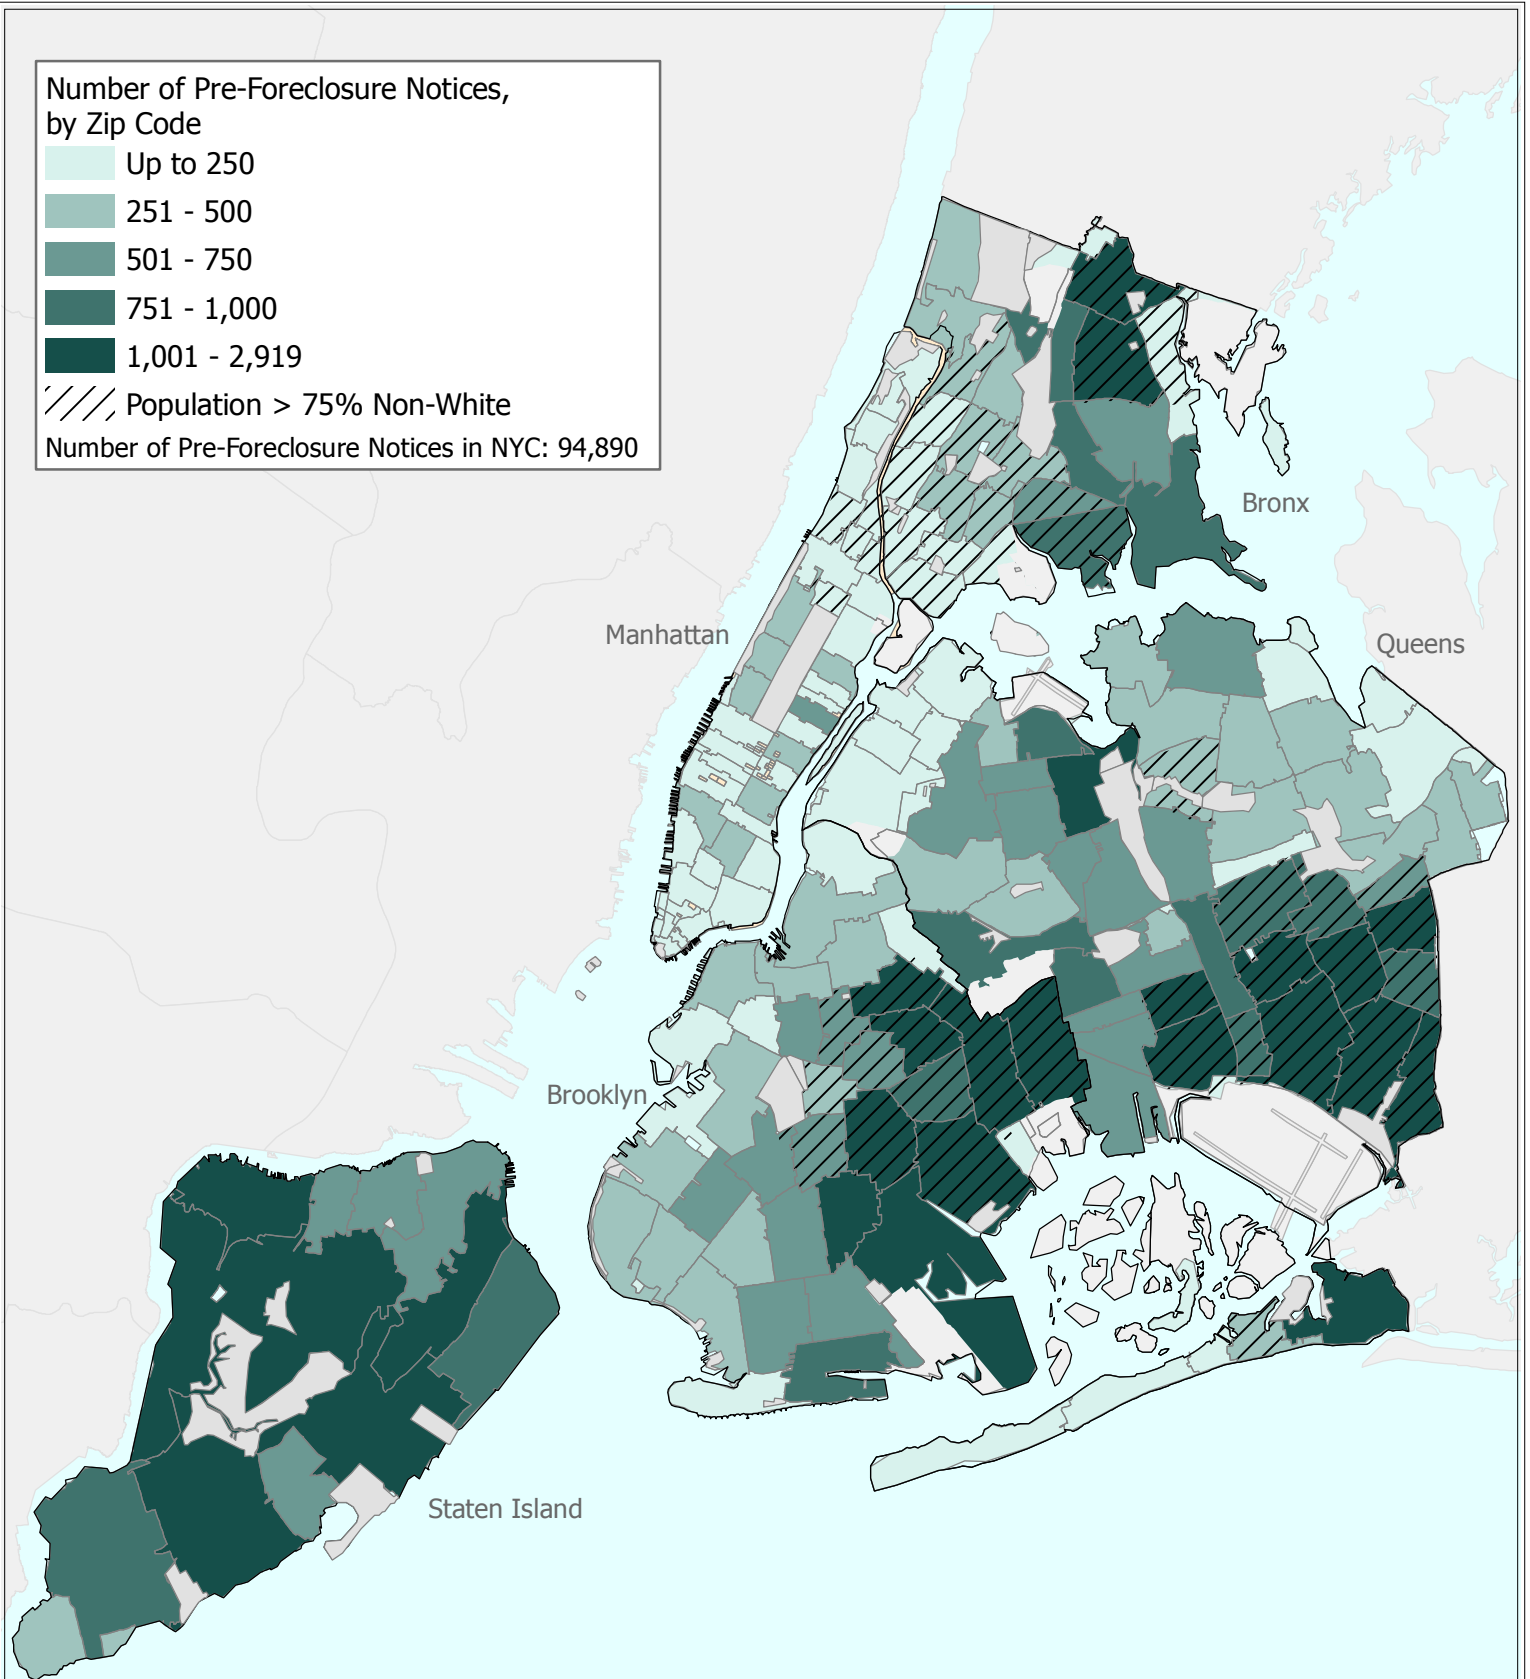 Number of Pre-Foreclosure Notices,
by Zip Code
Up to 250
251 - 500
501 - 750
751 - 1,000
1,001 - 2,919
Population > 75% Non-White
Number of Pre-Foreclosure Notices in NYC: 94,890
Bronx
Manhattan
Queens
Brooklyn
Staten Island